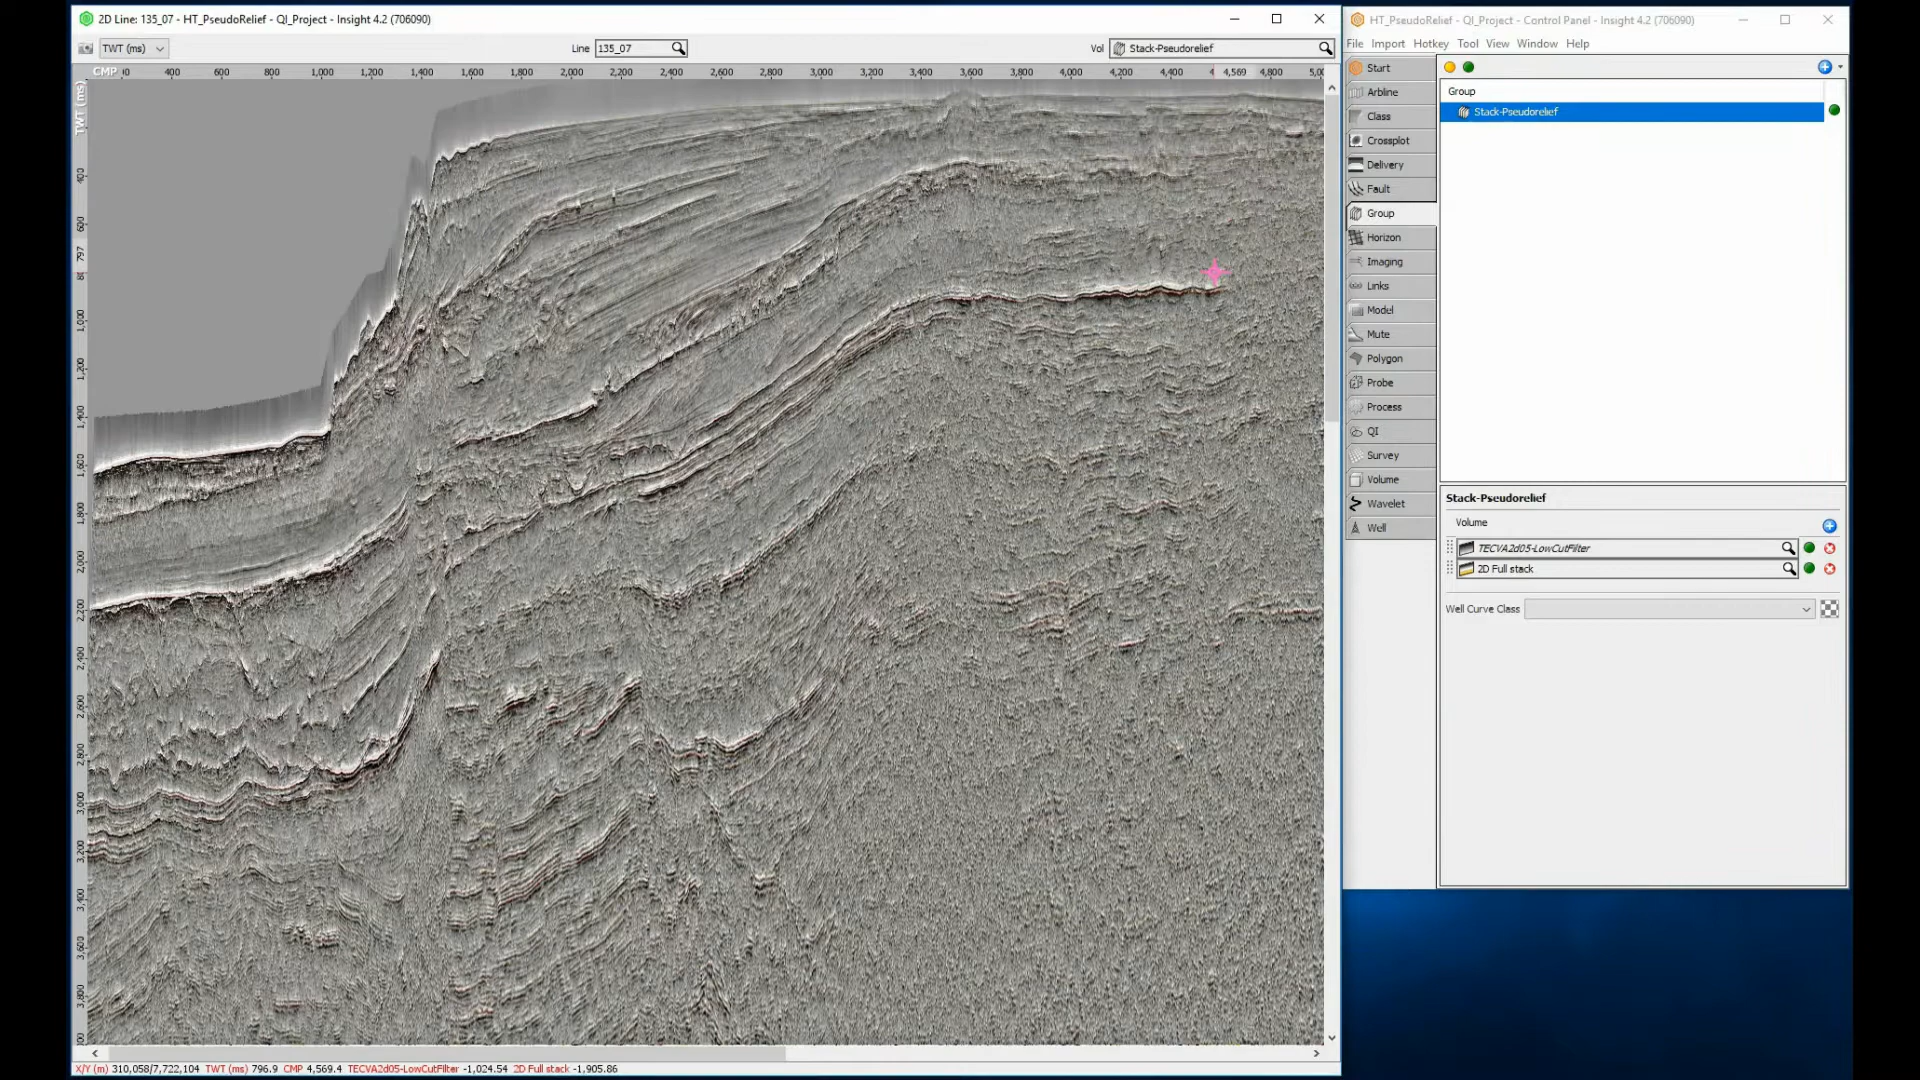 2D Line: 135_07 - HT_PseudoRelief - QI_Project - Insight 4.2 (706090)
TWT (ms)
Line 135_07
Vol Stack-Pseudorelief
CMP 400 600 800 1,000 1,200 1,400 1,600 1,800 2,000 2,200 2,400 2,600 2,800 3,000 3,200 3,400 3,600 3,800 4,000 4,200 4,400 4,569 4,800
TWT (ms)
400
600
797
1,000
1,200
1,400
1,600
1,800
2,000
2,200
2,400
2,600
2,800
3,000
3,200
3,400
3,600
3,800
X/Y (m) 310,058/7,722,104 TWT (ms) 796.9 CMP 4,569.4 TECVA2d05-LowCutFilter -1,024.54 2D Full stack -1,905.86
HT_PseudoRelief - QI_Project - Control Panel - Insight 4.2 (706090)
File Import Hotkey Tool View Window Help
Start
Arbline
Class
Crossplot
Delivery
Fault
Group
Horizon
Imaging
Links
Model
Mute
Polygon
Probe
Process
QI
Survey
Volume
Wavelet
Well
Group
Stack-Pseudorelief
Stack-Pseudorelief
Volume
TECVA2d05-LowCutFilter
2D Full stack
Well Curve Class